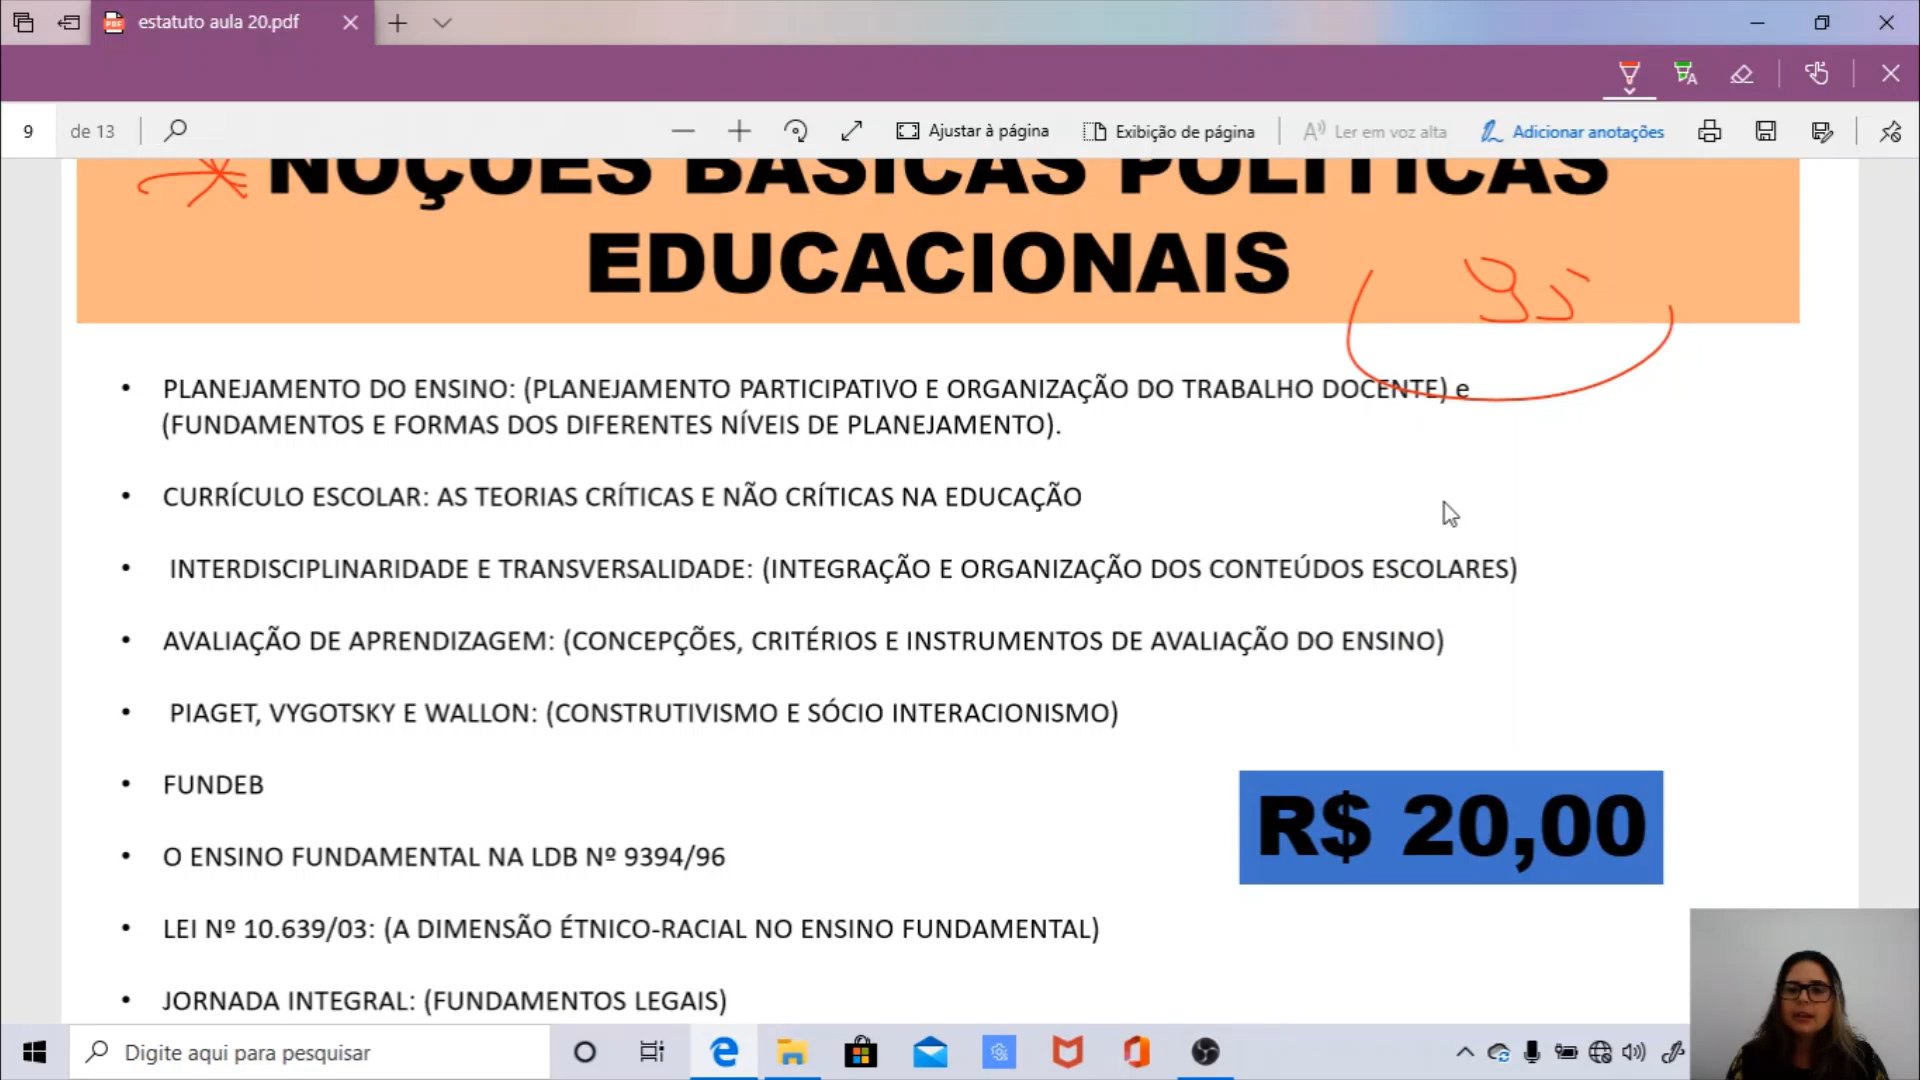 estatuto aula 20.pdf
9 de 13
Ajustar à página
Exibição de página
Ler em voz alta
Adicionar anotações
NOÇÕES BÁSICAS POLÍTICAS
EDUCACIONAIS
95
• PLANEJAMENTO DO ENSINO: (PLANEJAMENTO PARTICIPATIVO E ORGANIZAÇÃO DO TRABALHO DOCENTE) e
(FUNDAMENTOS E FORMAS DOS DIFERENTES NÍVEIS DE PLANEJAMENTO).
• CURRÍCULO ESCOLAR: AS TEORIAS CRÍTICAS E NÃO CRÍTICAS NA EDUCAÇÃO
• INTERDISCIPLINARIDADE E TRANSVERSALIDADE: (INTEGRAÇÃO E ORGANIZAÇÃO DOS CONTEÚDOS ESCOLARES)
• AVALIAÇÃO DE APRENDIZAGEM: (CONCEPÇÕES, CRITÉRIOS E INSTRUMENTOS DE AVALIAÇÃO DO ENSINO)
• PIAGET, VYGOTSKY E WALLON: (CONSTRUTIVISMO E SÓCIO INTERACIONISMO)
• FUNDEB
R$ 20,00
• O ENSINO FUNDAMENTAL NA LDB Nº 9394/96
• LEI Nº 10.639/03: (A DIMENSÃO ÉTNICO-RACIAL NO ENSINO FUNDAMENTAL)
• JORNADA INTEGRAL: (FUNDAMENTOS LEGAIS)
Digite aqui para pesquisar